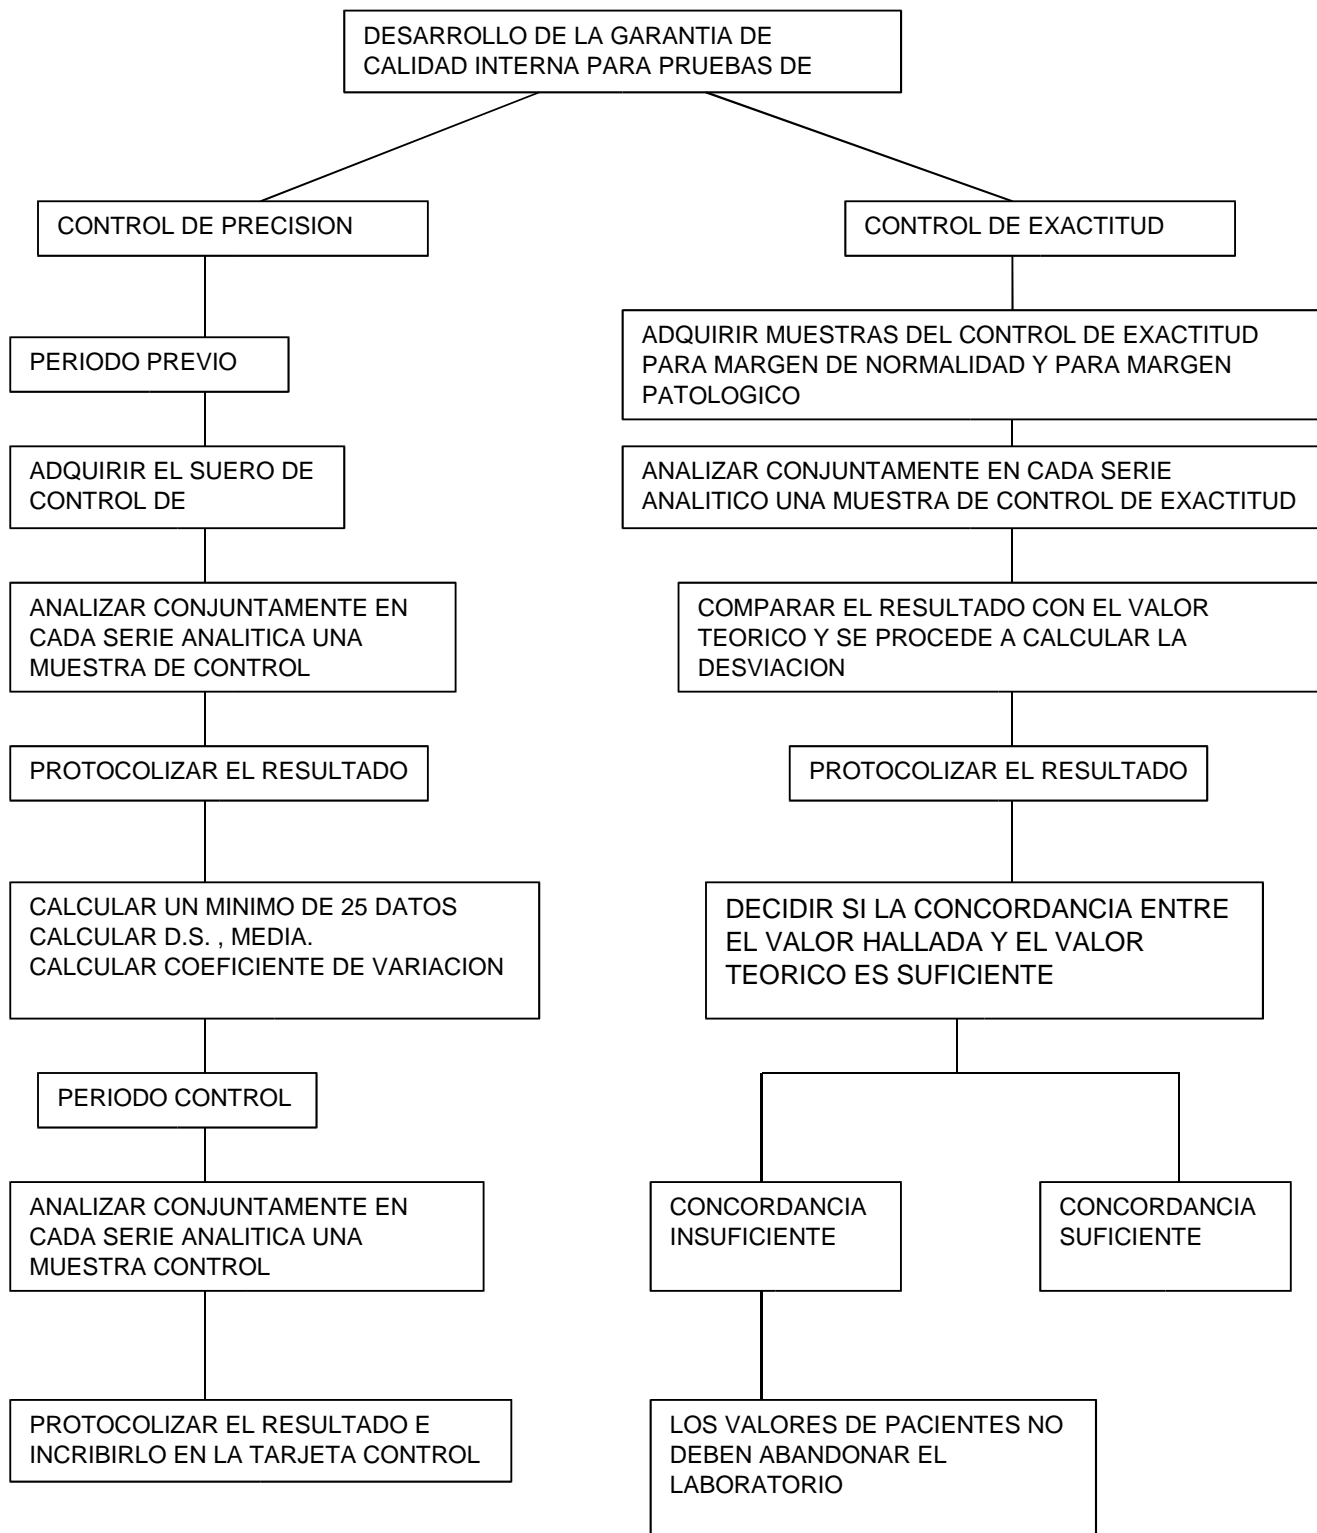 DESARROLLO DE LA GARANTIA DE
CALIDAD INTERNA PARA PRUEBAS DE
CONTROL DE PRECISION
CONTROL DE EXACTITUD
PERIODO PREVIO
ADQUIRIR MUESTRAS DEL CONTROL DE EXACTITUD
PARA MARGEN DE NORMALIDAD Y PARA MARGEN
PATOLOGICO
ADQUIRIR EL SUERO DE
CONTROL DE
ANALIZAR CONJUNTAMENTE EN CADA SERIE
ANALITICO UNA MUESTRA DE CONTROL DE EXACTITUD
ANALIZAR CONJUNTAMENTE EN
CADA SERIE ANALITICA UNA
MUESTRA DE CONTROL
COMPARAR EL RESULTADO CON EL VALOR
TEORICO Y SE PROCEDE A CALCULAR LA
DESVIACION
PROTOCOLIZAR EL RESULTADO
PROTOCOLIZAR EL RESULTADO
CALCULAR UN MINIMO DE 25 DATOS
CALCULAR D.S. , MEDIA.
CALCULAR COEFICIENTE DE VARIACION
DECIDIR SI LA CONCORDANCIA ENTRE
EL VALOR HALLADA Y EL VALOR
TEORICO ES SUFICIENTE
PERIODO CONTROL
ANALIZAR CONJUNTAMENTE EN
CADA SERIE ANALITICA UNA
MUESTRA CONTROL
CONCORDANCIA
INSUFICIENTE
CONCORDANCIA
SUFICIENTE
PROTOCOLIZAR EL RESULTADO E
INCRIBIRLO EN LA TARJETA CONTROL
LOS VALORES DE PACIENTES NO
DEBEN ABANDONAR EL
LABORATORIO